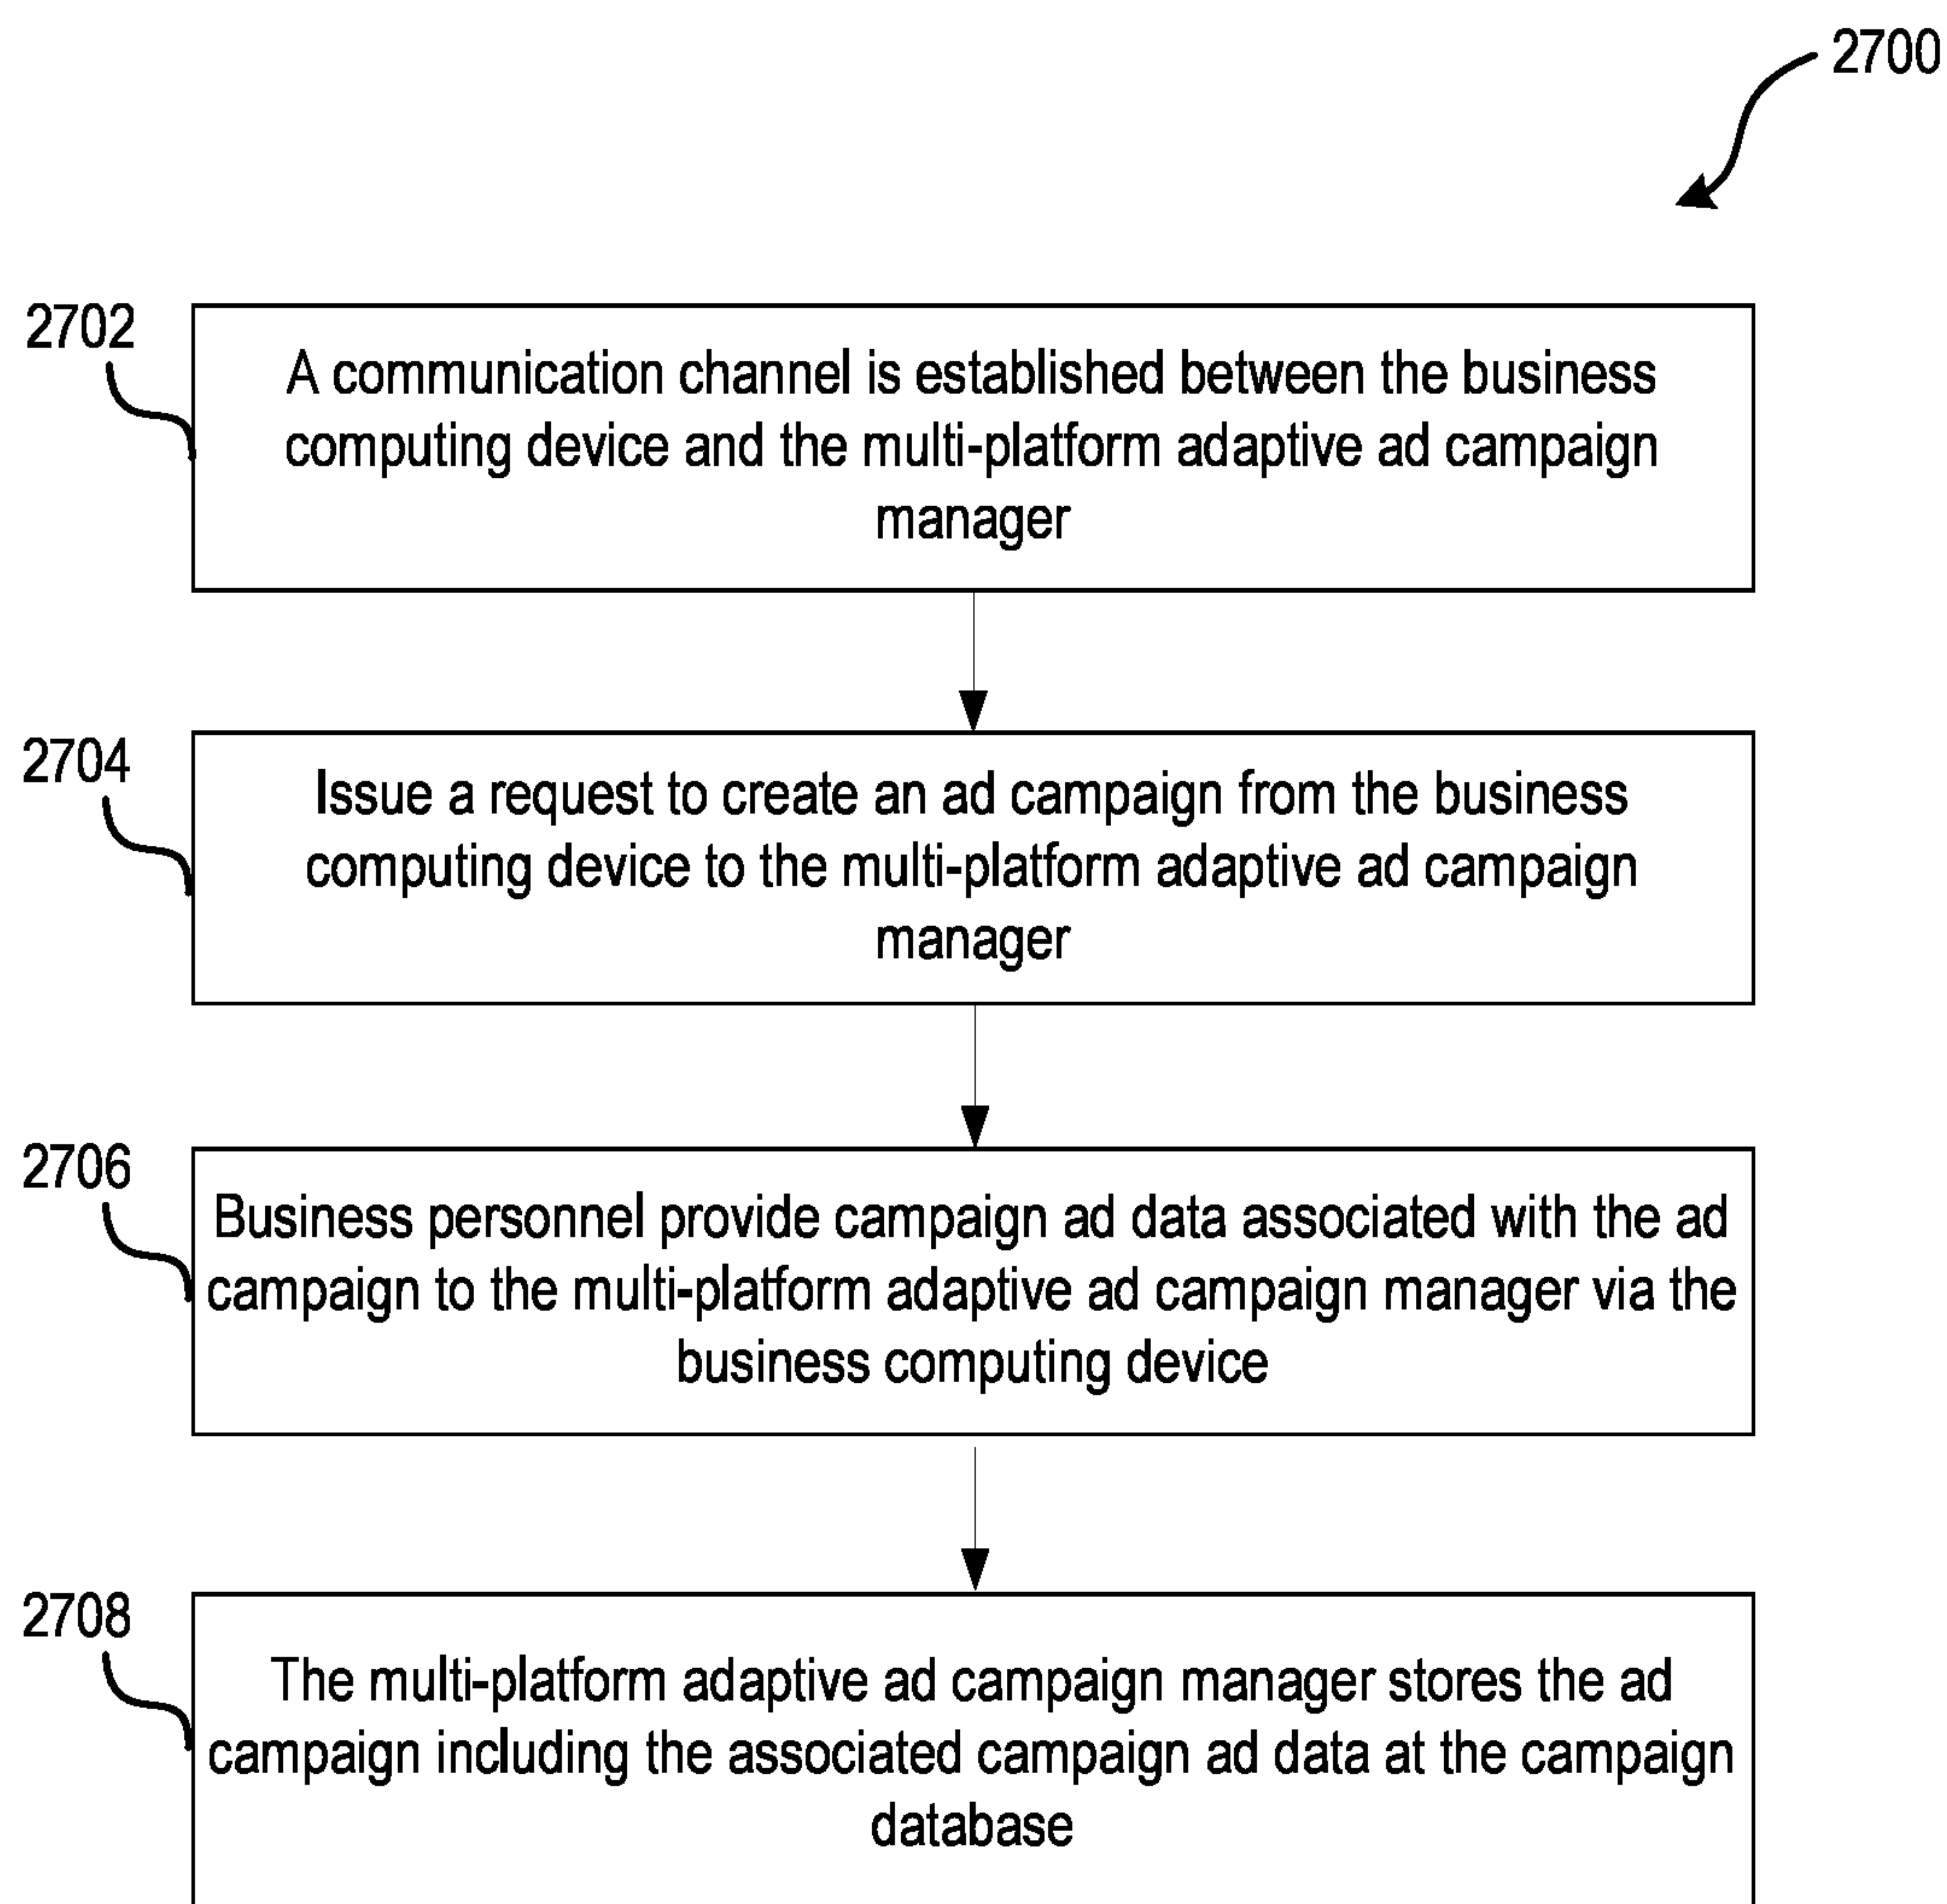 2700
2702
A communication channel is established between the business
computing device and the multi-platform adaptive ad campaign
manager
2704
Issue a request to create an ad campaign from the business
computing device to the multi-platform adaptive ad campaign
manager
2706
Business personnel provide campaign ad data associated with the ad
campaign to the multi-platform adaptive ad campaign manager via the
business computing device
2708
The multi-platform adaptive ad campaign manager stores the ad
campaign including the associated campaign ad data at the campaign
database